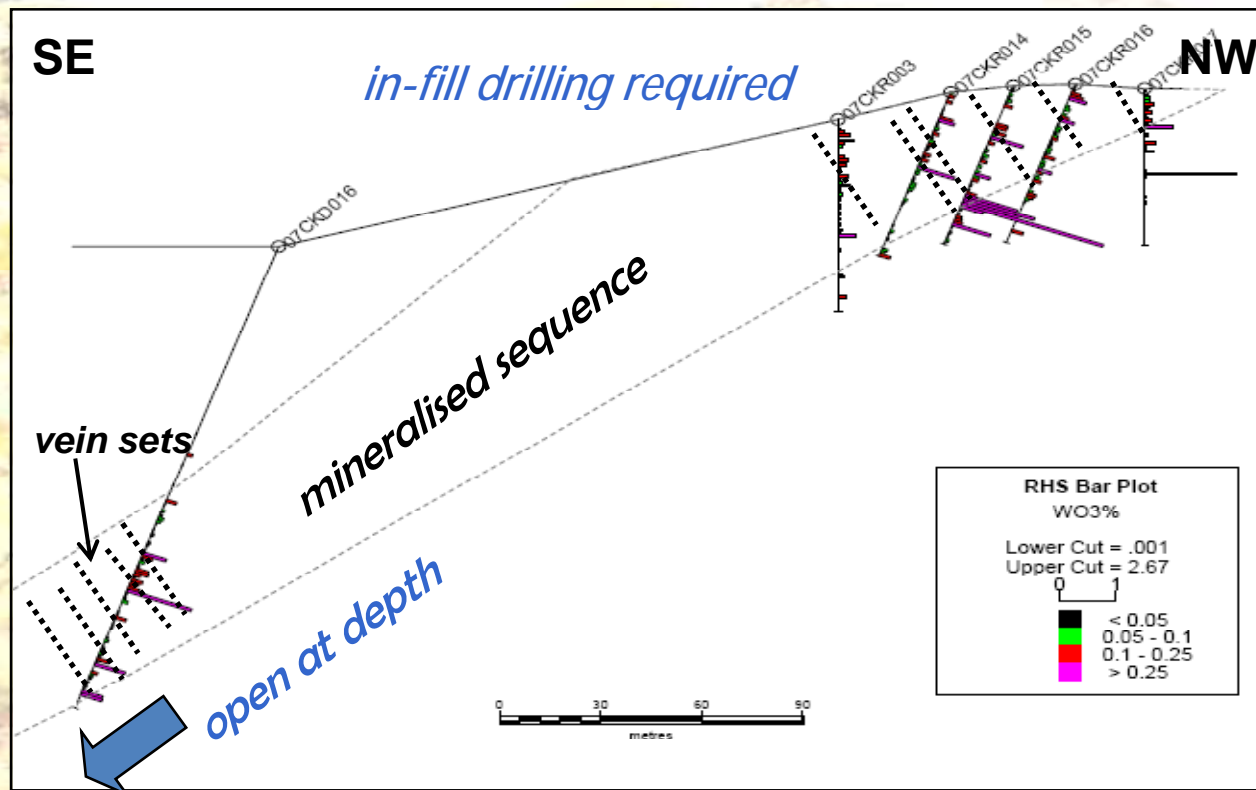 SE
NW
in-fill drilling required
07CKD016
07CKR003
07CKR014
07CKR015
07CKR016
mineralised sequence
vein sets
open at depth
RHS Bar Plot
WO3%
Lower Cut = .001
Upper Cut = 2.67
0 1
< 0.05
0.05 - 0.1
0.1 - 0.25
> 0.25
0 30 60 90
metres